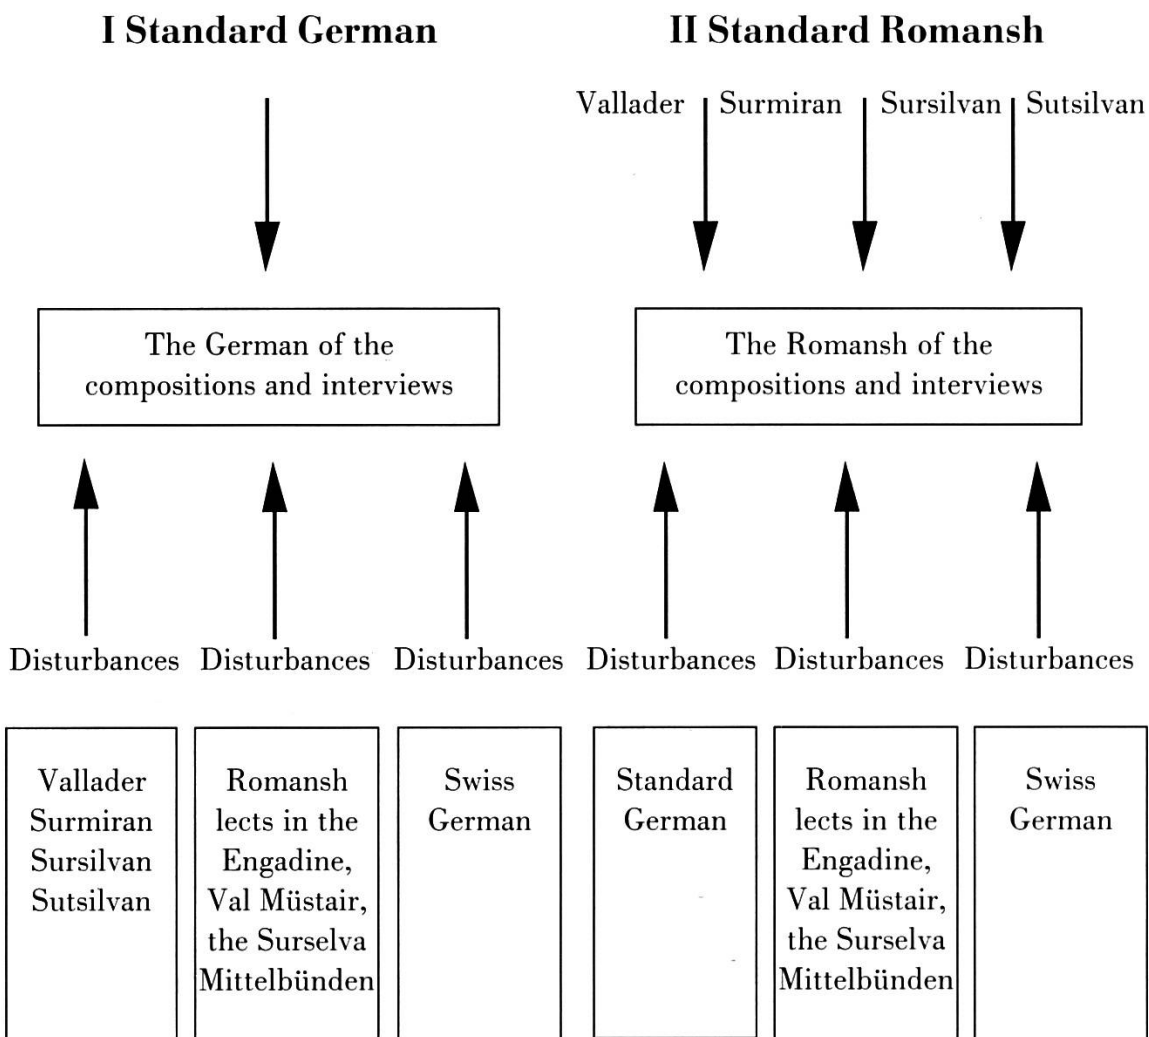 I Standard German
II Standard Romansh
Vallader
Surmiran
Sursilvan
Sutsilvan
The German of the
compositions and interviews
The Romansh of the
compositions and interviews
Disturbances
Disturbances
Disturbances
Disturbances
Disturbances
Disturbances
Vallader
Surmiran
Sursilvan
Sutsilvan
Romansh
lects in the
Engadine,
Val Müstair,
the Surselva
Mittelbünden
Swiss
German
Standard
German
Romansh
lects in the
Engadine,
Val Müstair,
the Surselva
Mittelbünden
Swiss
German